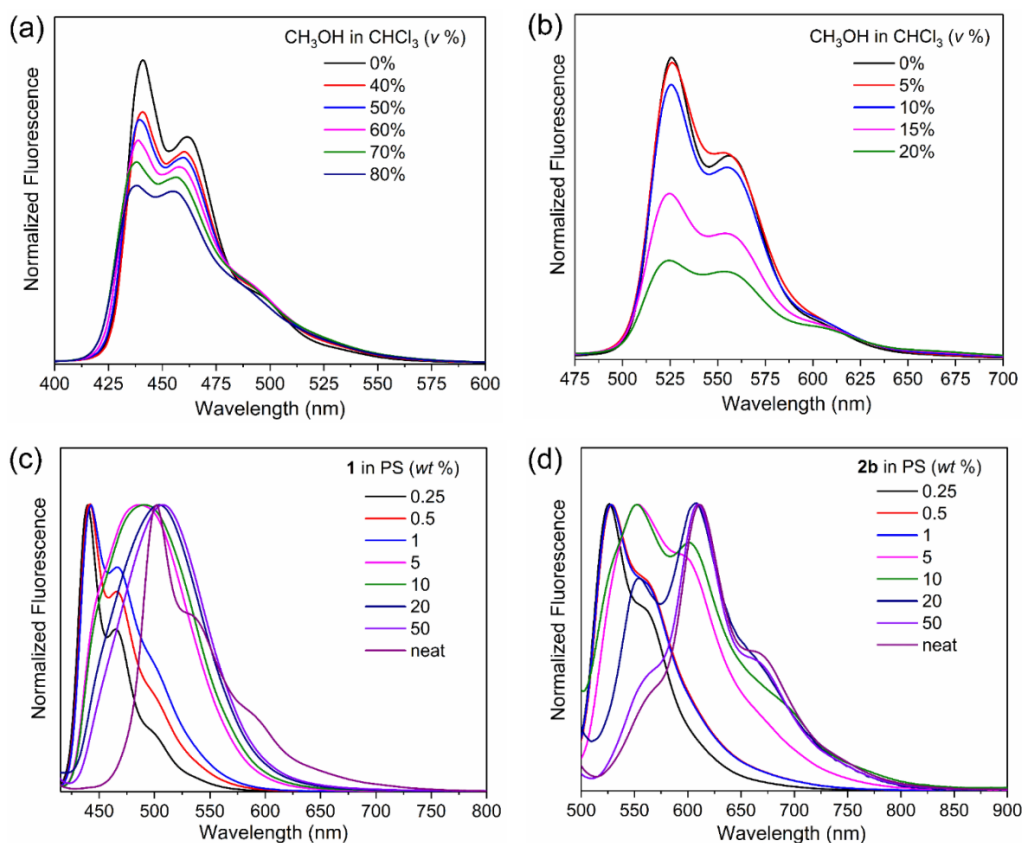 (a)
CH₃OH in CHCl₃ (v %)
0%
40%
50%
60%
70%
80%
Normalized Fluorescence
400 425 450 475 500 525 550 575 600
Wavelength (nm)
(b)
CH₃OH in CHCl₃ (v %)
0%
5%
10%
15%
20%
Normalized Fluorescence
475 500 525 550 575 600 625 650 675 700
Wavelength (nm)
(c)
1 in PS (wt %)
0.25
0.5
1
5
10
20
50
neat
Normalized Fluorescence
450 500 550 600 650 700 750 800
Wavelength (nm)
(d)
2b in PS (wt %)
0.25
0.5
1
5
10
20
50
neat
Normalized Fluorescence
500 550 600 650 700 750 800 850 900
Wavelength (nm)